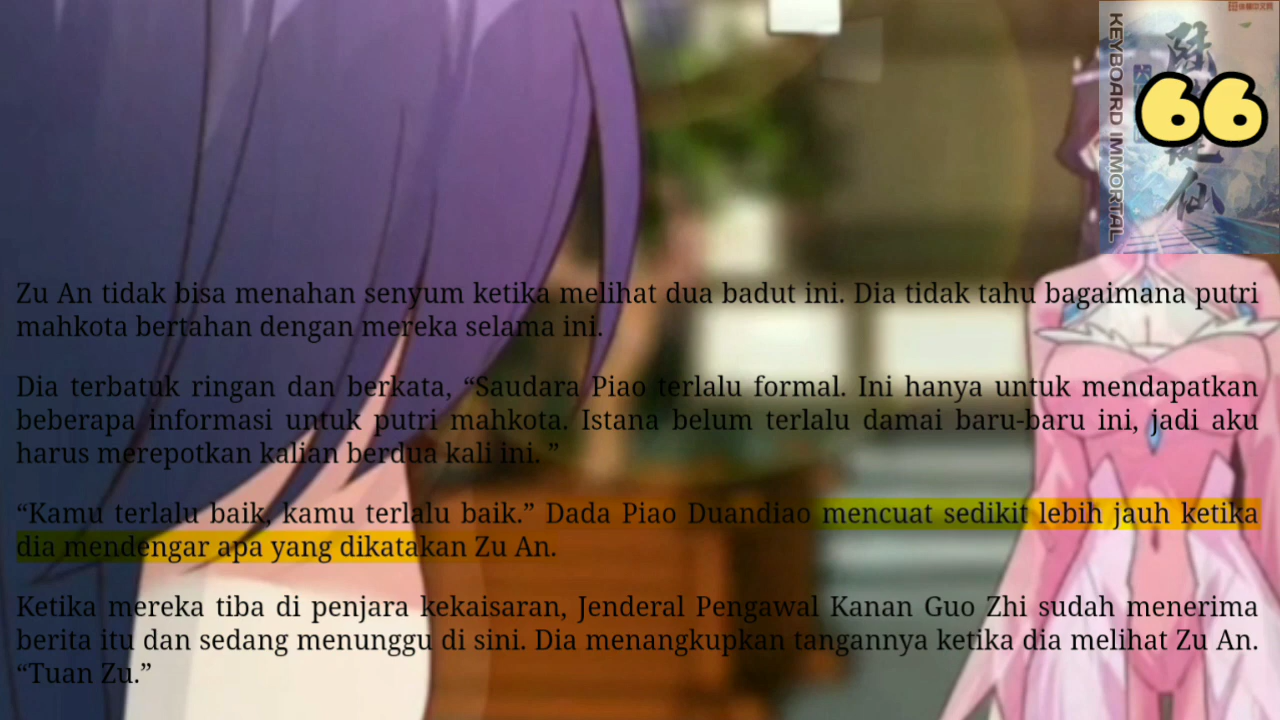 KEYBOARD IMMORTAL
66
仙
Zu An tidak bisa menahan senyum ketika melihat dua badut ini. Dia tidak tahu bagaimana putri
mahkota bertahan dengan mereka selama ini.
Dia terbatuk ringan dan berkata, “Saudara Piao terlalu formal. Ini hanya untuk mendapatkan
beberapa informasi untuk putri mahkota. Istana belum terlalu damai baru-baru ini, jadi aku
harus merepotkan kalian berdua kali ini. ”
“Kamu terlalu baik, kamu terlalu baik.” Dada Piao Duandiao mencuat sedikit lebih jauh ketika
dia mendengar apa yang dikatakan Zu An.
Ketika mereka tiba di penjara kekaisaran, Jenderal Pengawal Kanan Guo Zhi sudah menerima
berita itu dan sedang menunggu di sini. Dia menangkupkan tangannya ketika dia melihat Zu An.
“Tuan Zu.”